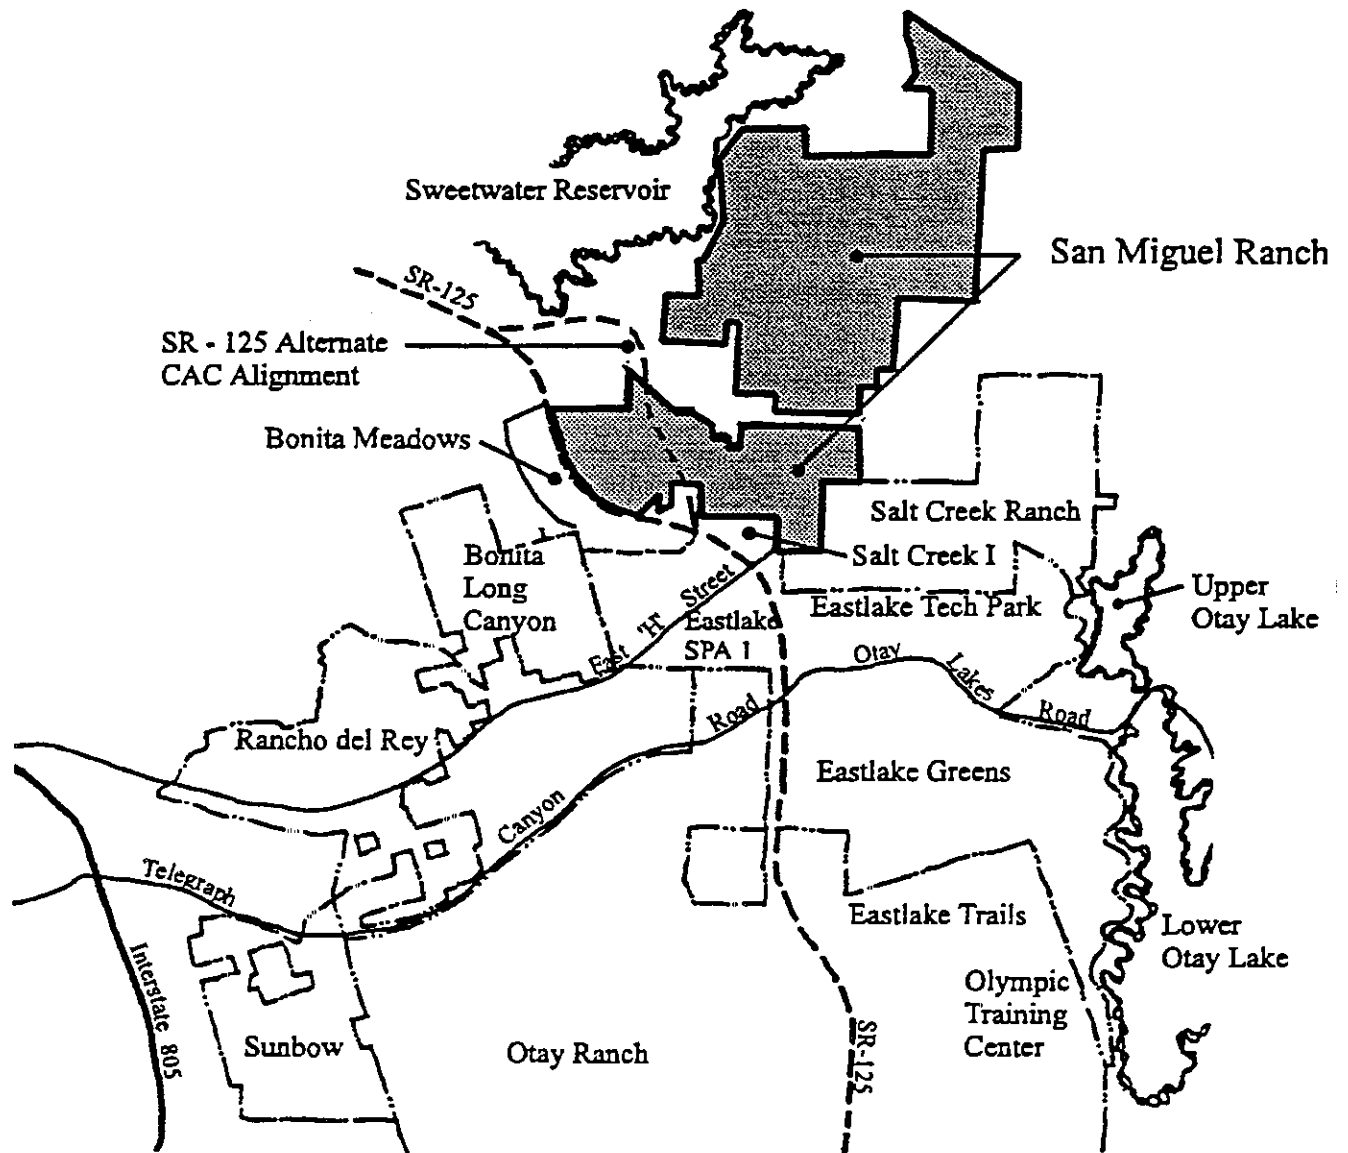 Sweetwater Reservoir
San Miguel Ranch
SR-125
SR - 125 Alternate
CAC Alignment
Bonita Meadows
Salt Creek Ranch
Salt Creek I
Bonita
Long
Canyon
Upper
Otay Lake
Eastlake Tech Park
East "H" Street
Eastlake
SPA 1
Otay Lakes Road
Rancho del Rey
Eastlake Greens
Telegraph Canyon Road
Eastlake Trails
Lower
Otay Lake
Interstate 805
Olympic
Training
Center
Sunbow
Otay Ranch
SR-125